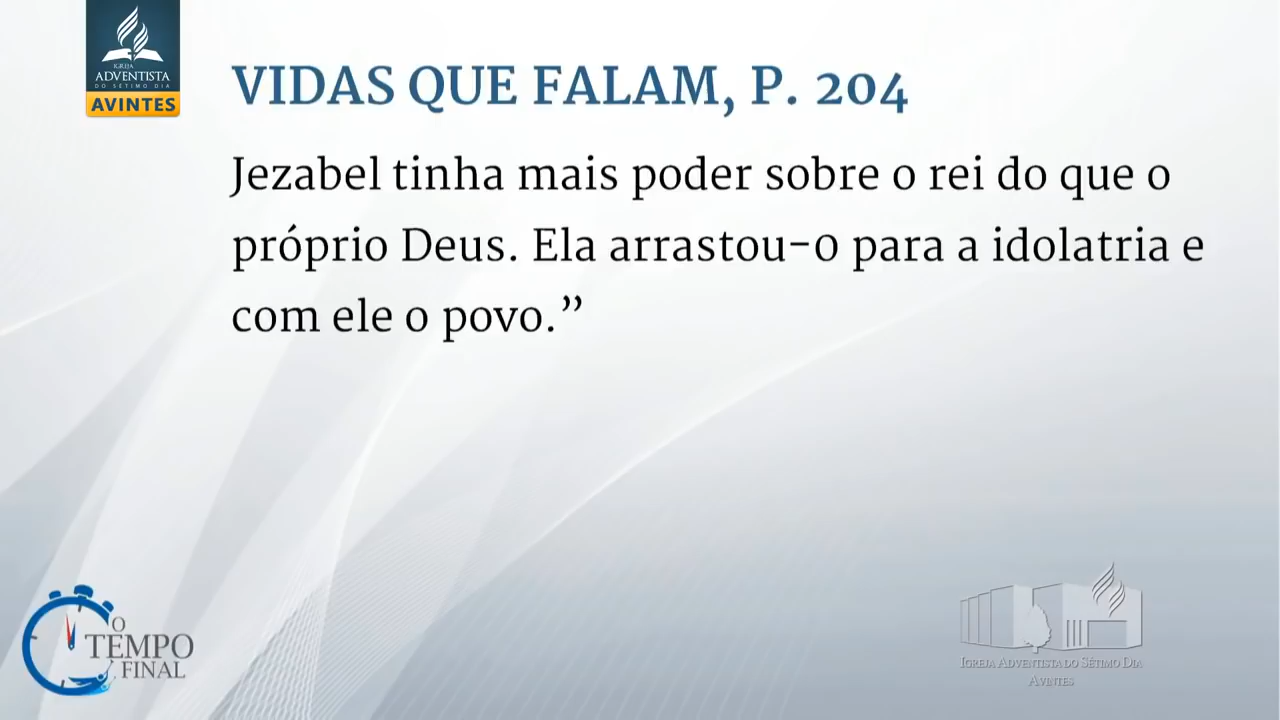 IGREJA
ADVENTISTA
DO SÉTIMO DIA
AVINTES
VIDAS QUE FALAM, P. 204
Jezabel tinha mais poder sobre o rei do que o
próprio Deus. Ela arrastou-o para a idolatria e
com ele o povo.”
O
TEMPO
FINAL
IGREJA ADVENTISTA DO SÉTIMO DIA
AVINTES